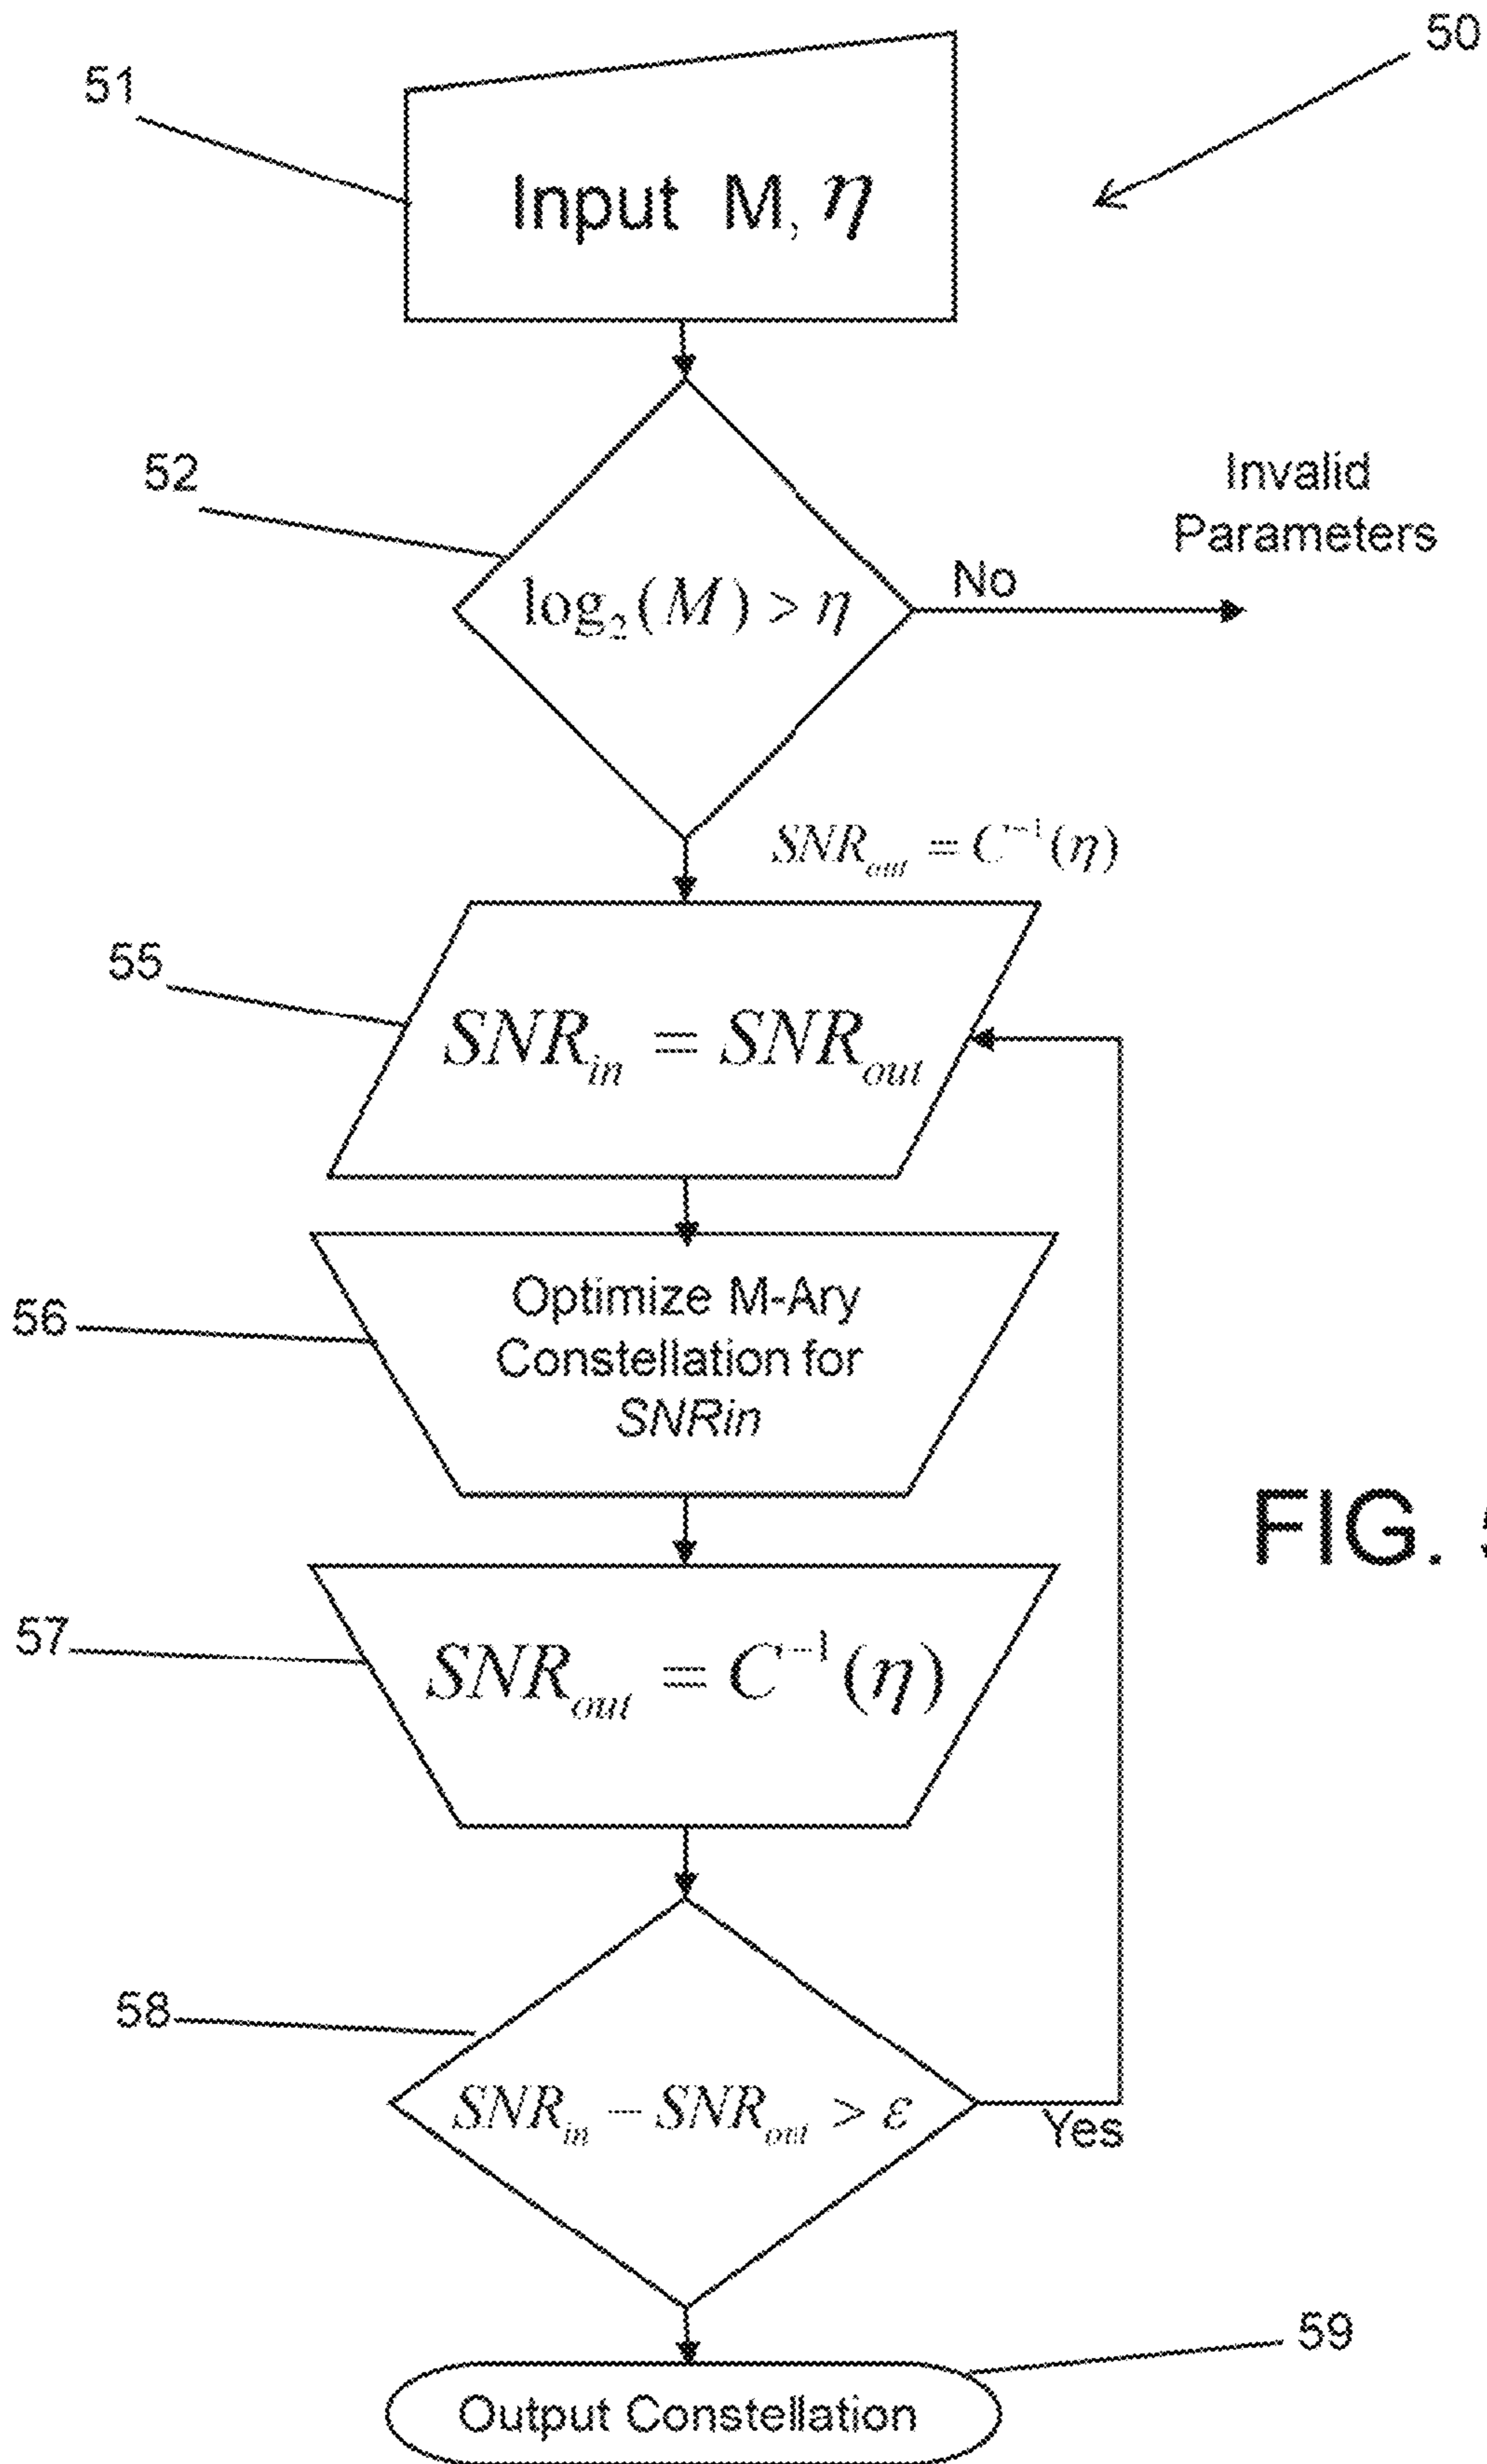 50
51
Input M, η
52
log₂(M) > η
No
Invalid
Parameters
SNR_out = C⁻¹(η)
55
SNR_in = SNR_out
56
Optimize M-Ary
Constellation for
SNRin
FIG. 5
57
SNR_out = C⁻¹(η)
58
SNR_in − SNR_out > ε
Yes
59
Output Constellation